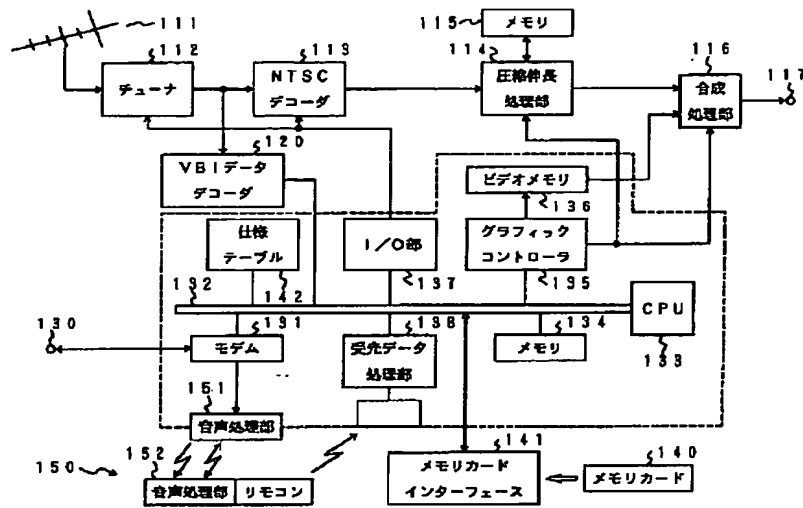 111
112
チューナ
113
NTSC
デコーダ
115
メモリ
114
圧縮伸長
処理部
116
合成
処理部
117
120
VBIデータ
デコーダ
ビデオメモリ
136
仕様
テーブル
142
I/O部
137
グラフィック
コントローラ
135
132
CPU
133
130
131
モデム
138
受光データ
処理部
134
メモリ
151
音声処理部
150
152
音声処理部
リモコン
141
メモリカード
インターフェース
140
メモリカード